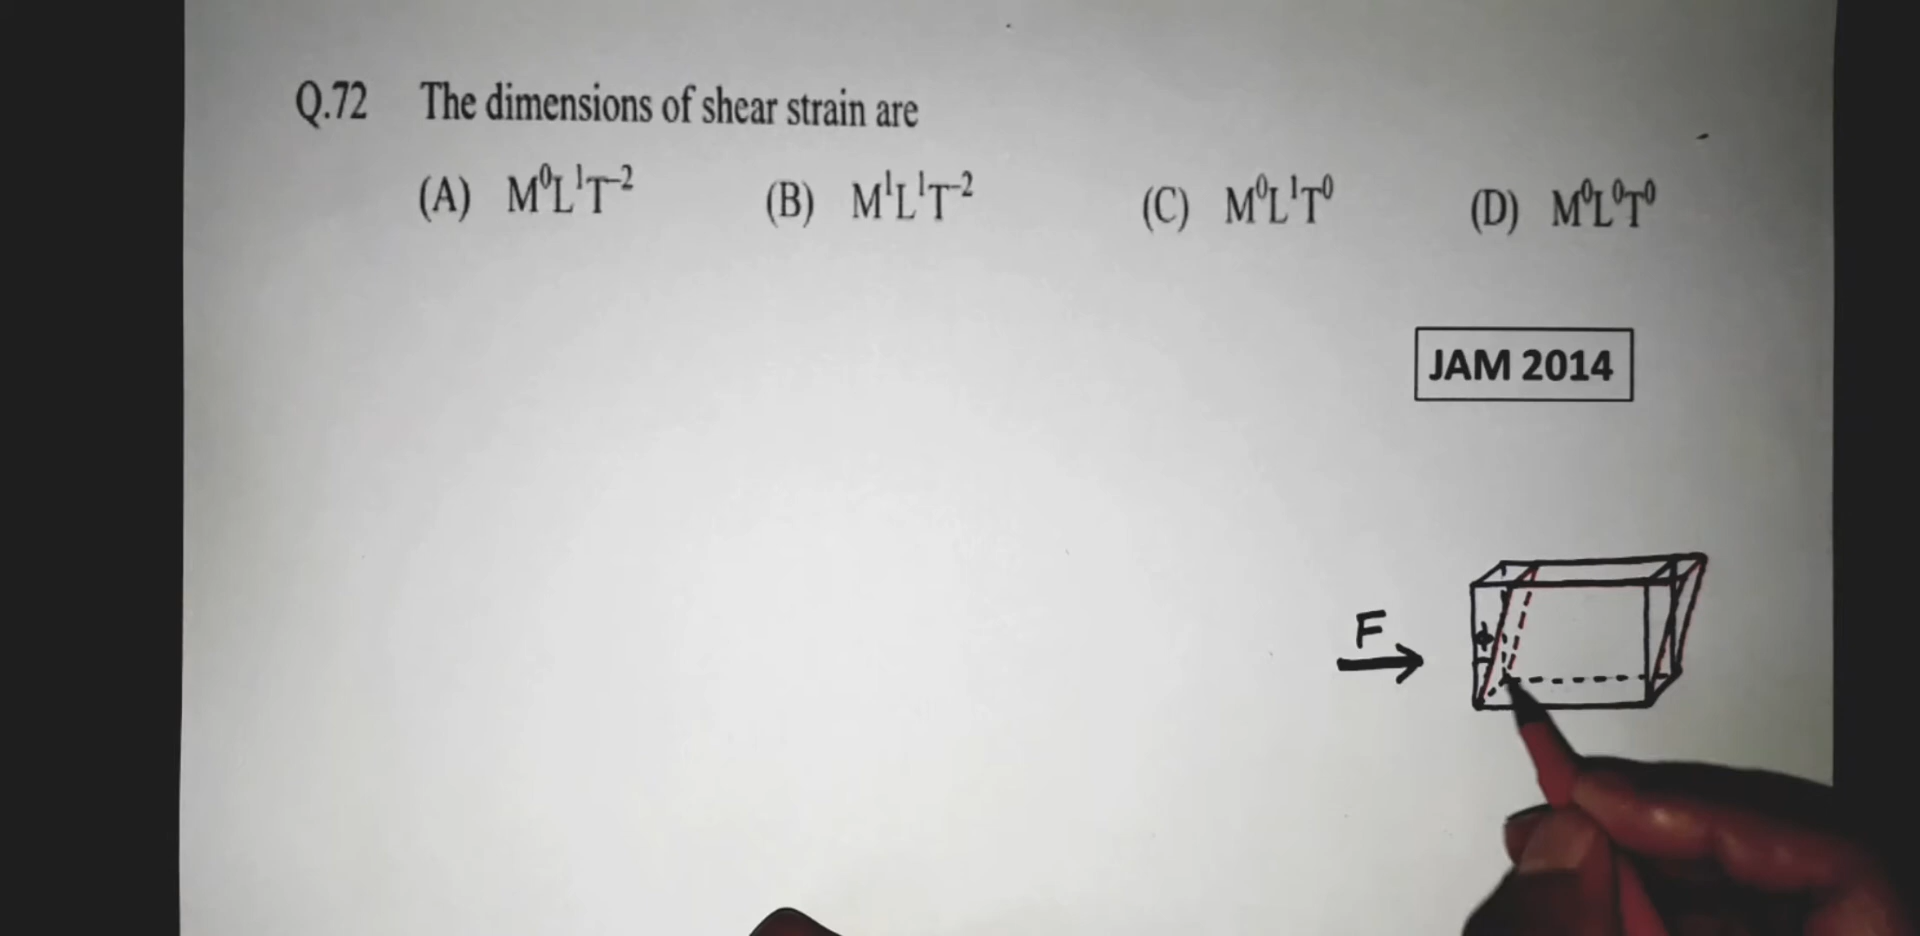 Q.72 The dimensions of shear strain are
(A) M⁰L¹T⁻² (B) M¹L¹T⁻² (C) M⁰L¹T⁰ (D) M⁰L⁰T⁰
JAM 2014
F